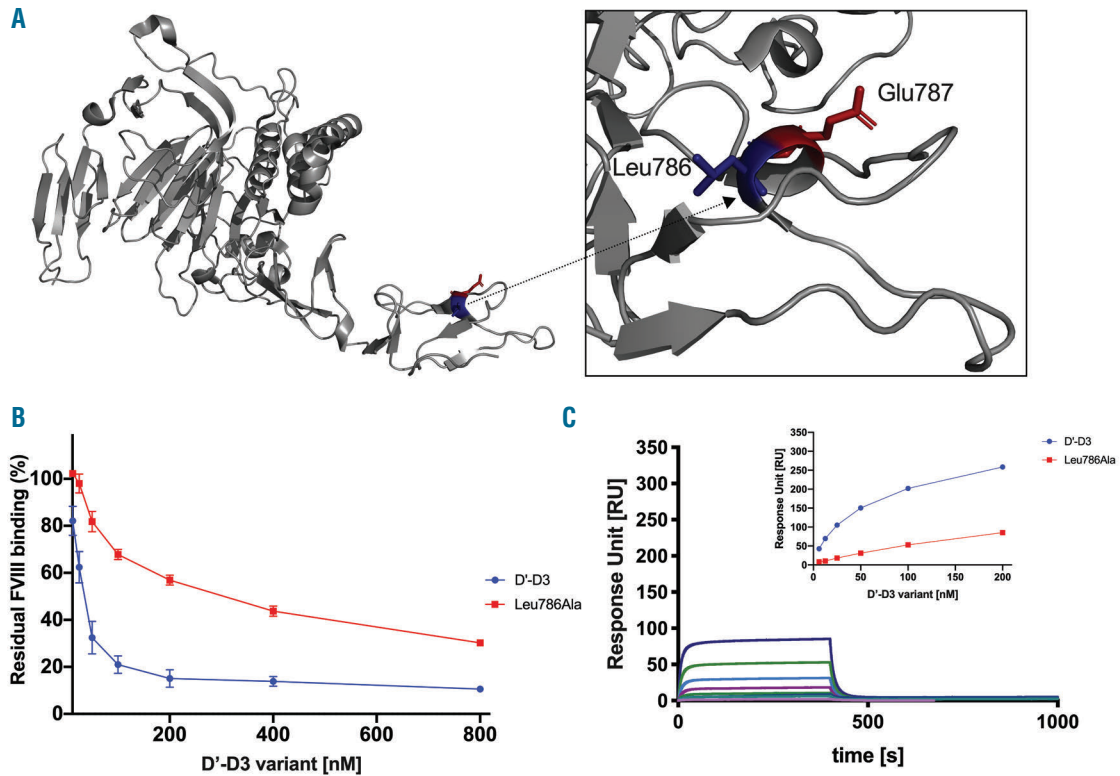 A
Glu787
Leu786
B
Residual FVIII binding (%)
100
80
60
40
20
0
200
400
600
800
D'-D3 variant [nM]
D'-D3
Leu786Ala
C
Response Unit [RU]
350
300
250
200
150
100
50
0
0
500
1000
time [s]
Response Unit [RU]
350
300
250
200
150
100
50
0
0
50
100
150
200
D'-D3 variant [nM]
D'-D3
Leu786Ala